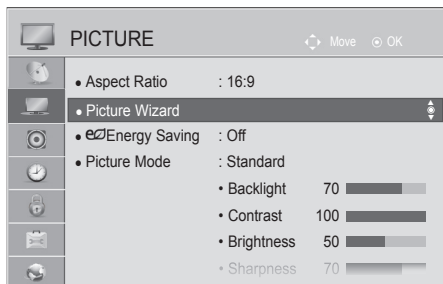 PICTURE Move OK
• Aspect Ratio : 16:9
• Picture Wizard
• Energy Saving : Off
• Picture Mode : Standard
• Backlight 70
• Contrast 100
• Brightness 50
• Sharpness 70